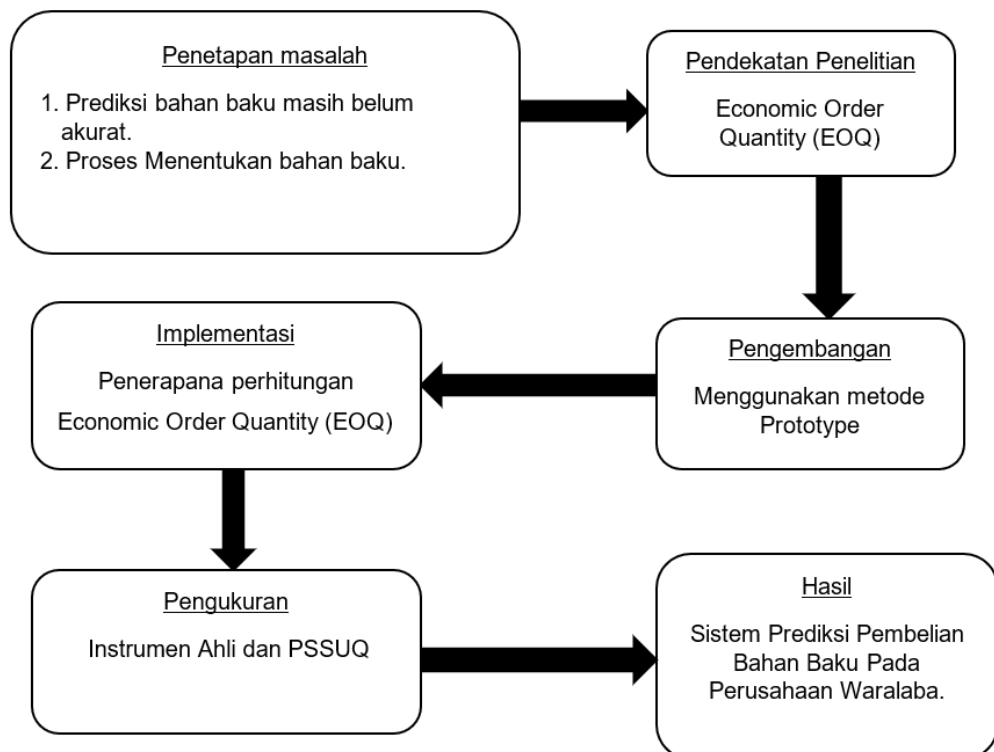 Penetapan masalah
1. Prediksi bahan baku masih belum
akurat.
2. Proses Menentukan bahan baku.
Pendekatan Penelitian
Economic Order
Quantity (EOQ)
Pengembangan
Menggunakan metode
Prototype
Implementasi
Penerapana perhitungan
Economic Order Quantity (EOQ)
Pengukuran
Instrumen Ahli dan PSSUQ
Hasil
Sistem Prediksi Pembelian
Bahan Baku Pada
Perusahaan Waralaba.